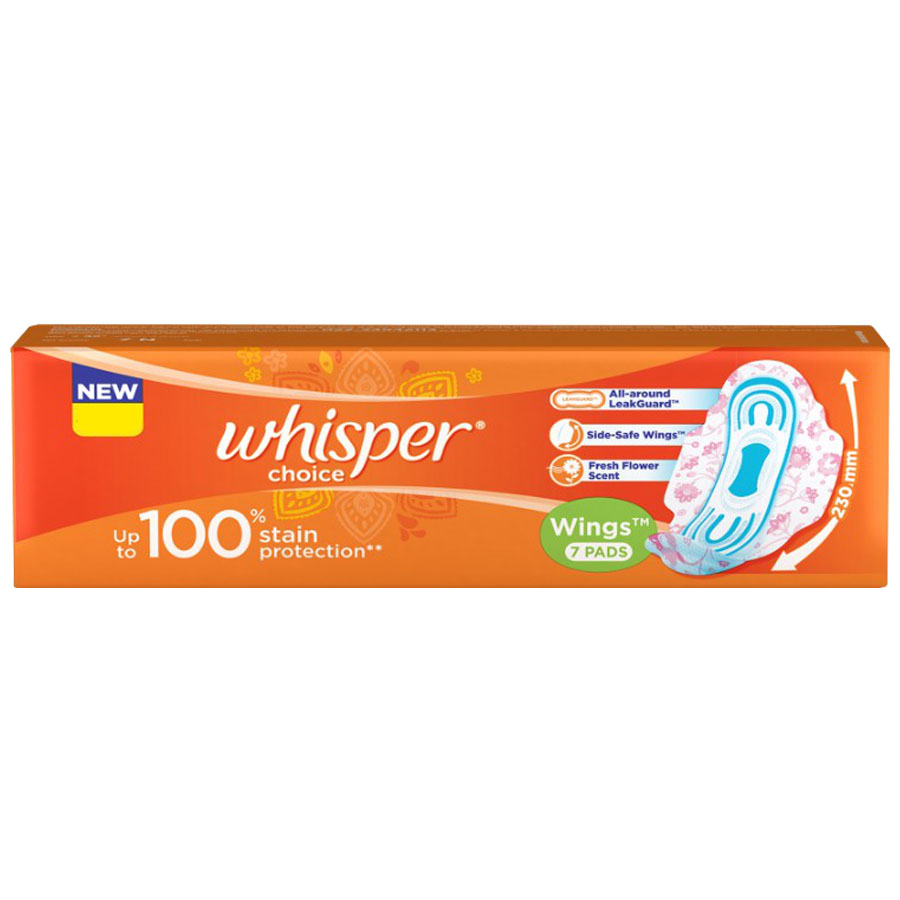 NEW
whisper®
choice
Up to 100% stain protection**
LEAKGUARD™
All-around
LeakGuard™
Side-Safe Wings™
Fresh Flower
Scent
Wings™
7 PADS
230 mm